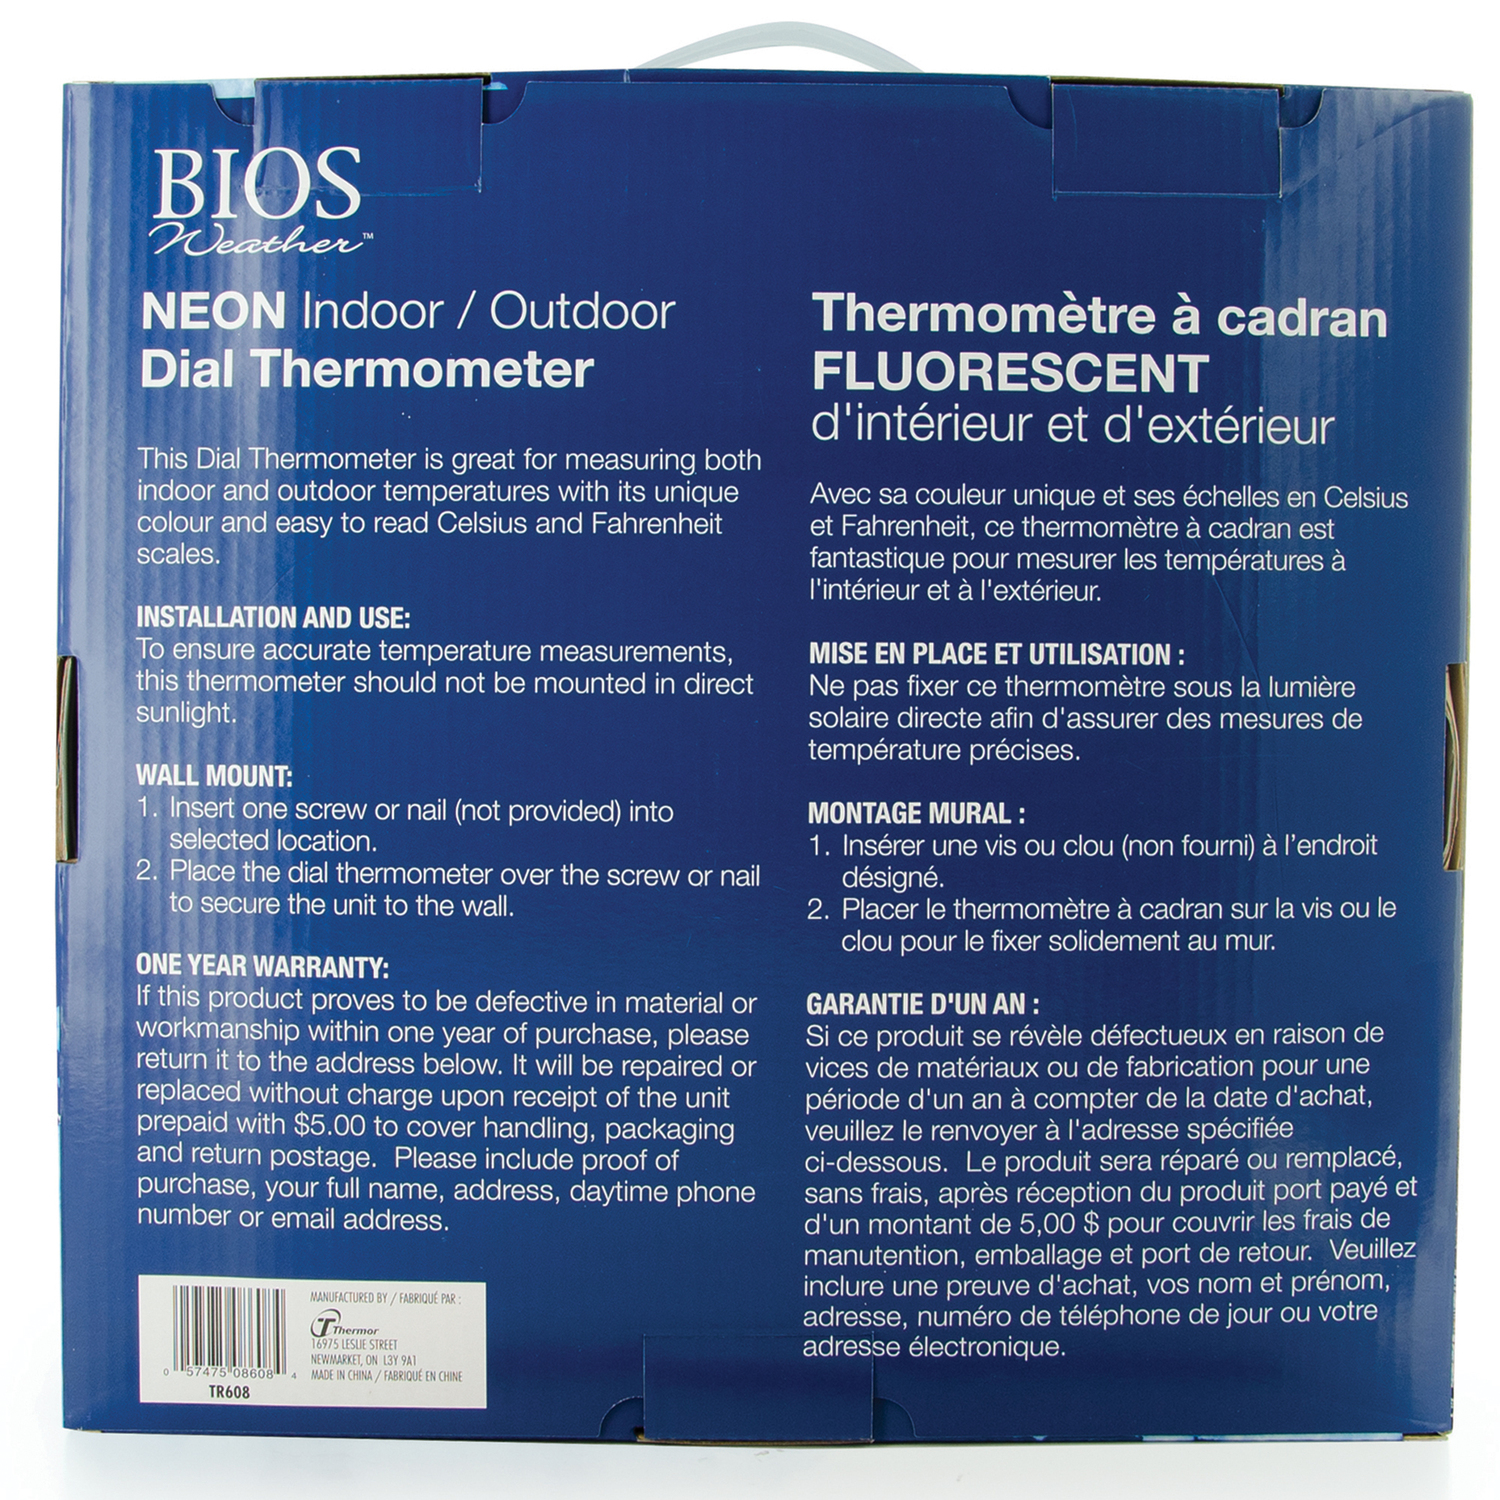 BIOS
Weather™
NEON Indoor / Outdoor
Dial Thermometer
This Dial Thermometer is great for measuring both
indoor and outdoor temperatures with its unique
colour and easy to read Celsius and Fahrenheit
scales.
INSTALLATION AND USE:
To ensure accurate temperature measurements,
this thermometer should not be mounted in direct
sunlight.
WALL MOUNT:
1. Insert one screw or nail (not provided) into
selected location.
2. Place the dial thermometer over the screw or nail
to secure the unit to the wall.
ONE YEAR WARRANTY:
If this product proves to be defective in material or
workmanship within one year of purchase, please
return it to the address below. It will be repaired or
replaced without charge upon receipt of the unit
prepaid with $5.00 to cover handling, packaging
and return postage. Please include proof of
purchase, your full name, address, daytime phone
number or email address.
MANUFACTURED BY / FABRIQUÉ PAR :
Thermor
16975 LESLIE STREET
NEWMARKET, ON L3Y 9A1
MADE IN CHINA / FABRIQUÉ EN CHINE
0 57475 08608 4
TR608
Thermomètre à cadran
FLUORESCENT
d'intérieur et d'extérieur
Avec sa couleur unique et ses échelles en Celsius
et Fahrenheit, ce thermomètre à cadran est
fantastique pour mesurer les températures à
l'intérieur et à l'extérieur.
MISE EN PLACE ET UTILISATION :
Ne pas fixer ce thermomètre sous la lumière
solaire directe afin d'assurer des mesures de
température précises.
MONTAGE MURAL :
1. Insérer une vis ou clou (non fourni) à l’endroit
désigné.
2. Placer le thermomètre à cadran sur la vis ou le
clou pour le fixer solidement au mur.
GARANTIE D'UN AN :
Si ce produit se révèle défectueux en raison de
vices de matériaux ou de fabrication pour une
période d'un an à compter de la date d'achat,
veuillez le renvoyer à l'adresse spécifiée
ci-dessous. Le produit sera réparé ou remplacé,
sans frais, après réception du produit port payé et
d'un montant de 5,00 $ pour couvrir les frais de
manutention, emballage et port de retour. Veuillez
inclure une preuve d'achat, vos nom et prénom,
adresse, numéro de téléphone de jour ou votre
adresse électronique.